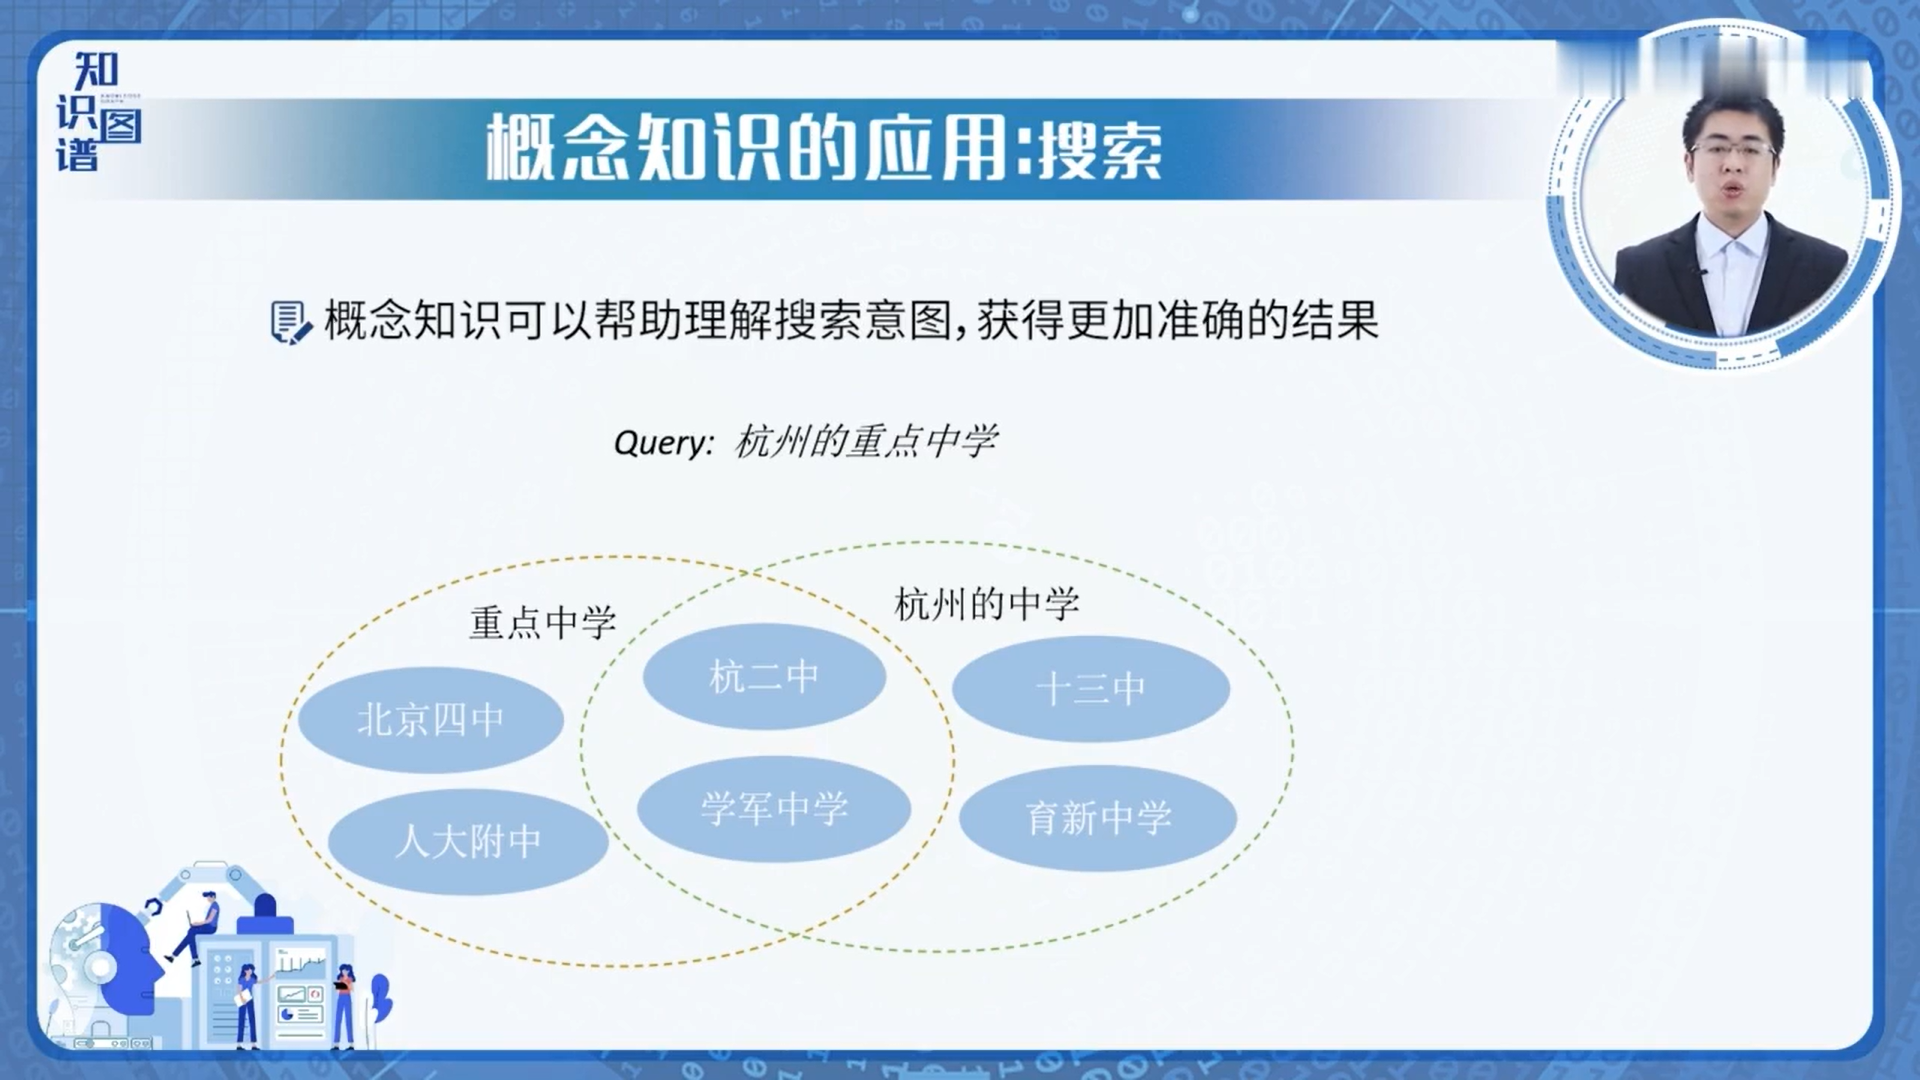 知识图谱
概念知识的应用:搜索
概念知识可以帮助理解搜索意图,获得更加准确的结果
Query: 杭州的重点中学
重点中学
杭州的中学
北京四中
人大附中
杭二中
学军中学
十三中
育新中学